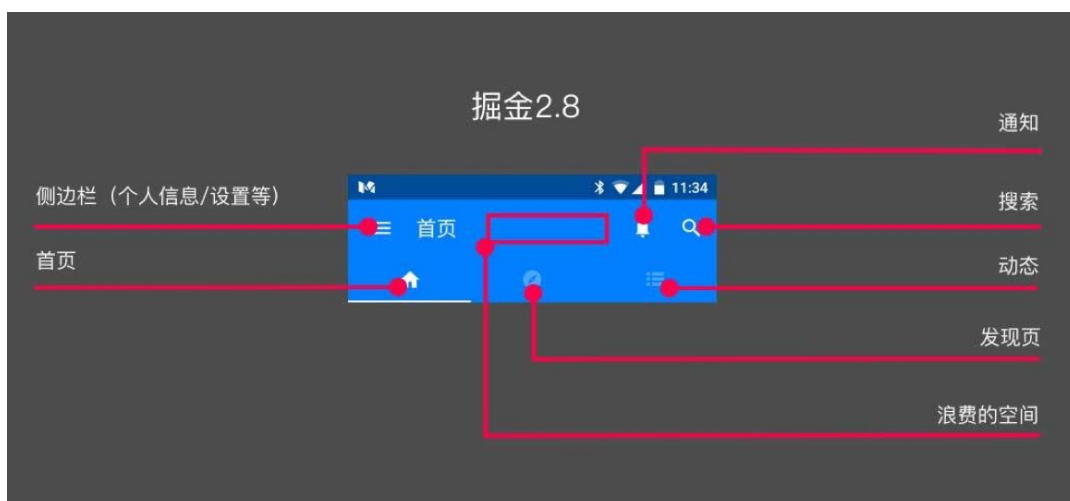 掘金2.8
通知
侧边栏（个人信息/设置等）
11:34
搜索
首页
首页
动态
发现页
浪费的空间